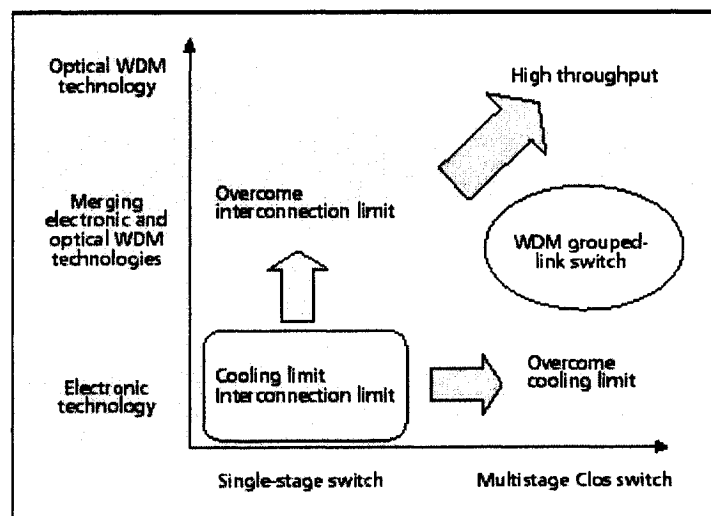 Optical WDM
technology
High throughput
Merging
electronic and
optical WDM
technologies
Overcome
interconnection limit
WDM grouped-
link switch
Electronic
technology
Cooling limit
Interconnection limit
Overcome
cooling limit
Single-stage switch
Multistage Clos switch